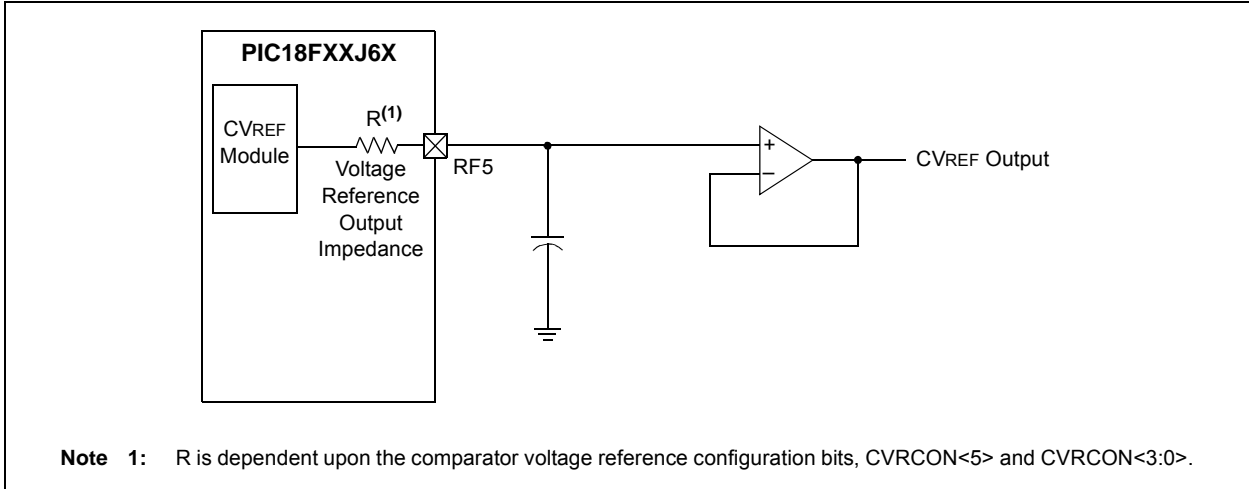 PIC18FXXJ6X
CVREF
Module
R(1)
Voltage
Reference
Output
Impedance
RF5
+
–
CVREF Output
Note 1: R is dependent upon the comparator voltage reference configuration bits, CVRCON<5> and CVRCON<3:0>.